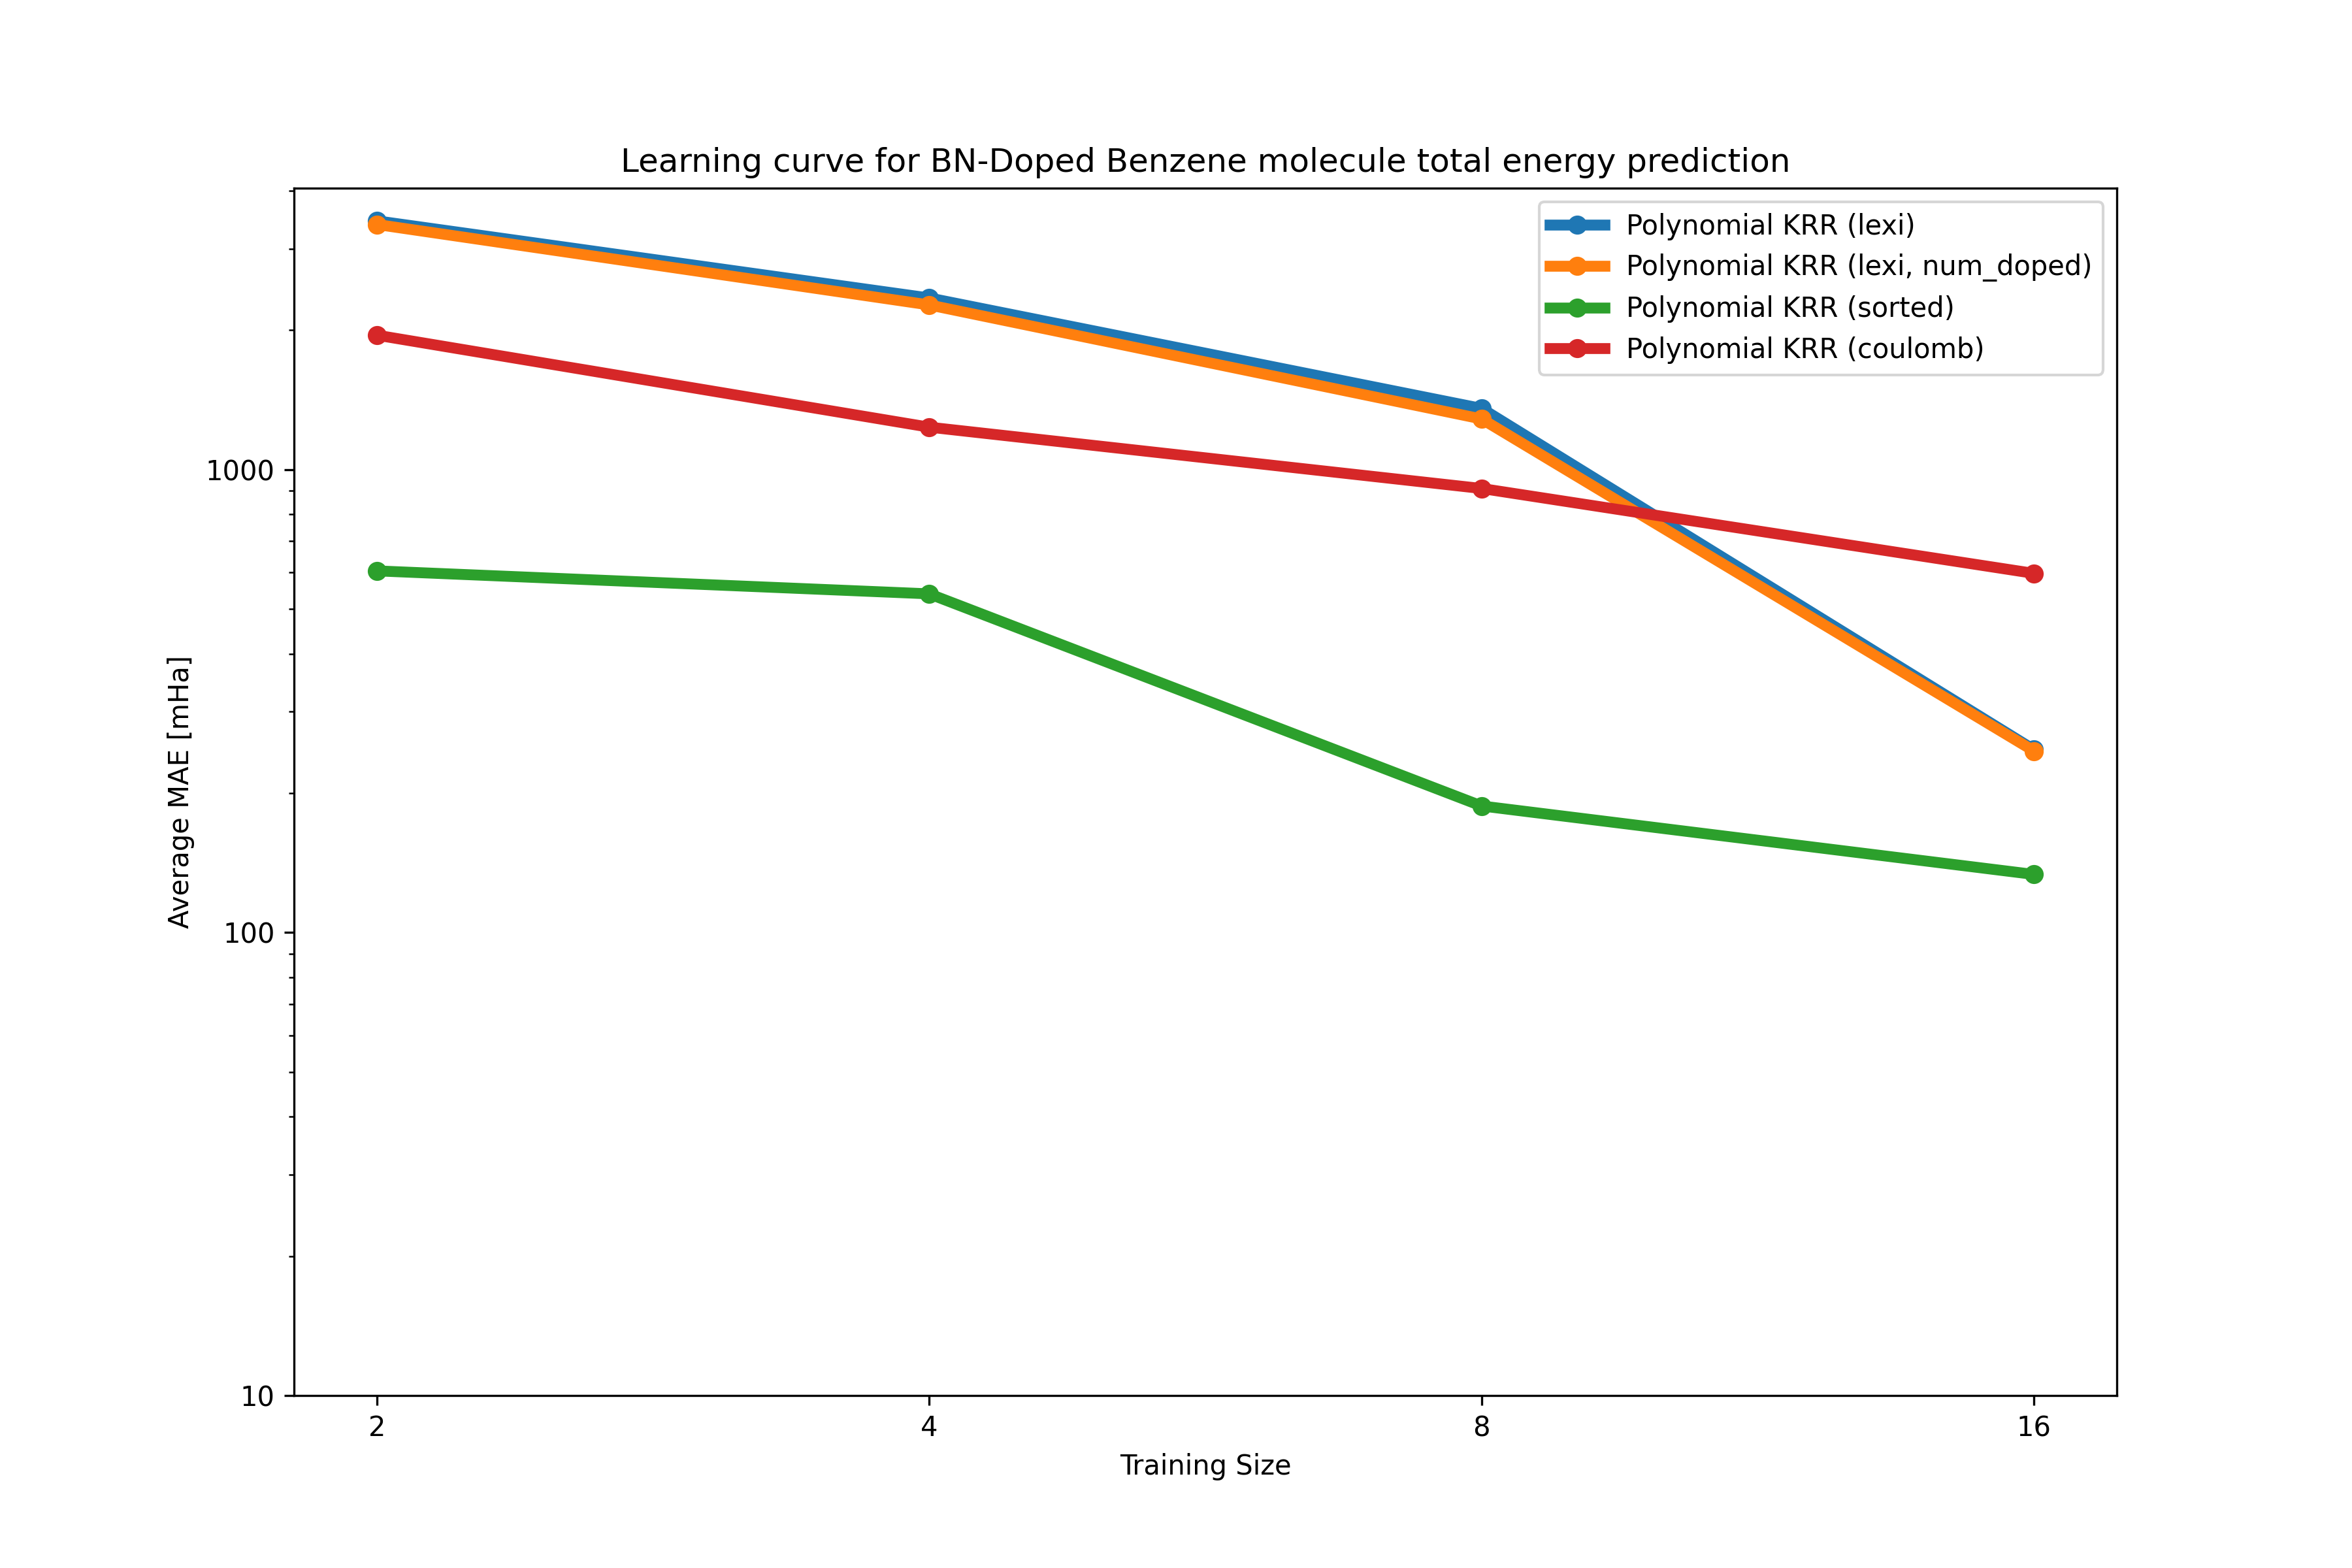 Learning curve for BN-Doped Benzene molecule total energy prediction
Polynomial KRR (lexi)
Polynomial KRR (lexi, num_doped)
Polynomial KRR (sorted)
Polynomial KRR (coulomb)
Average MAE [mHa]
1000
100
10
2 4 8 16
Training Size